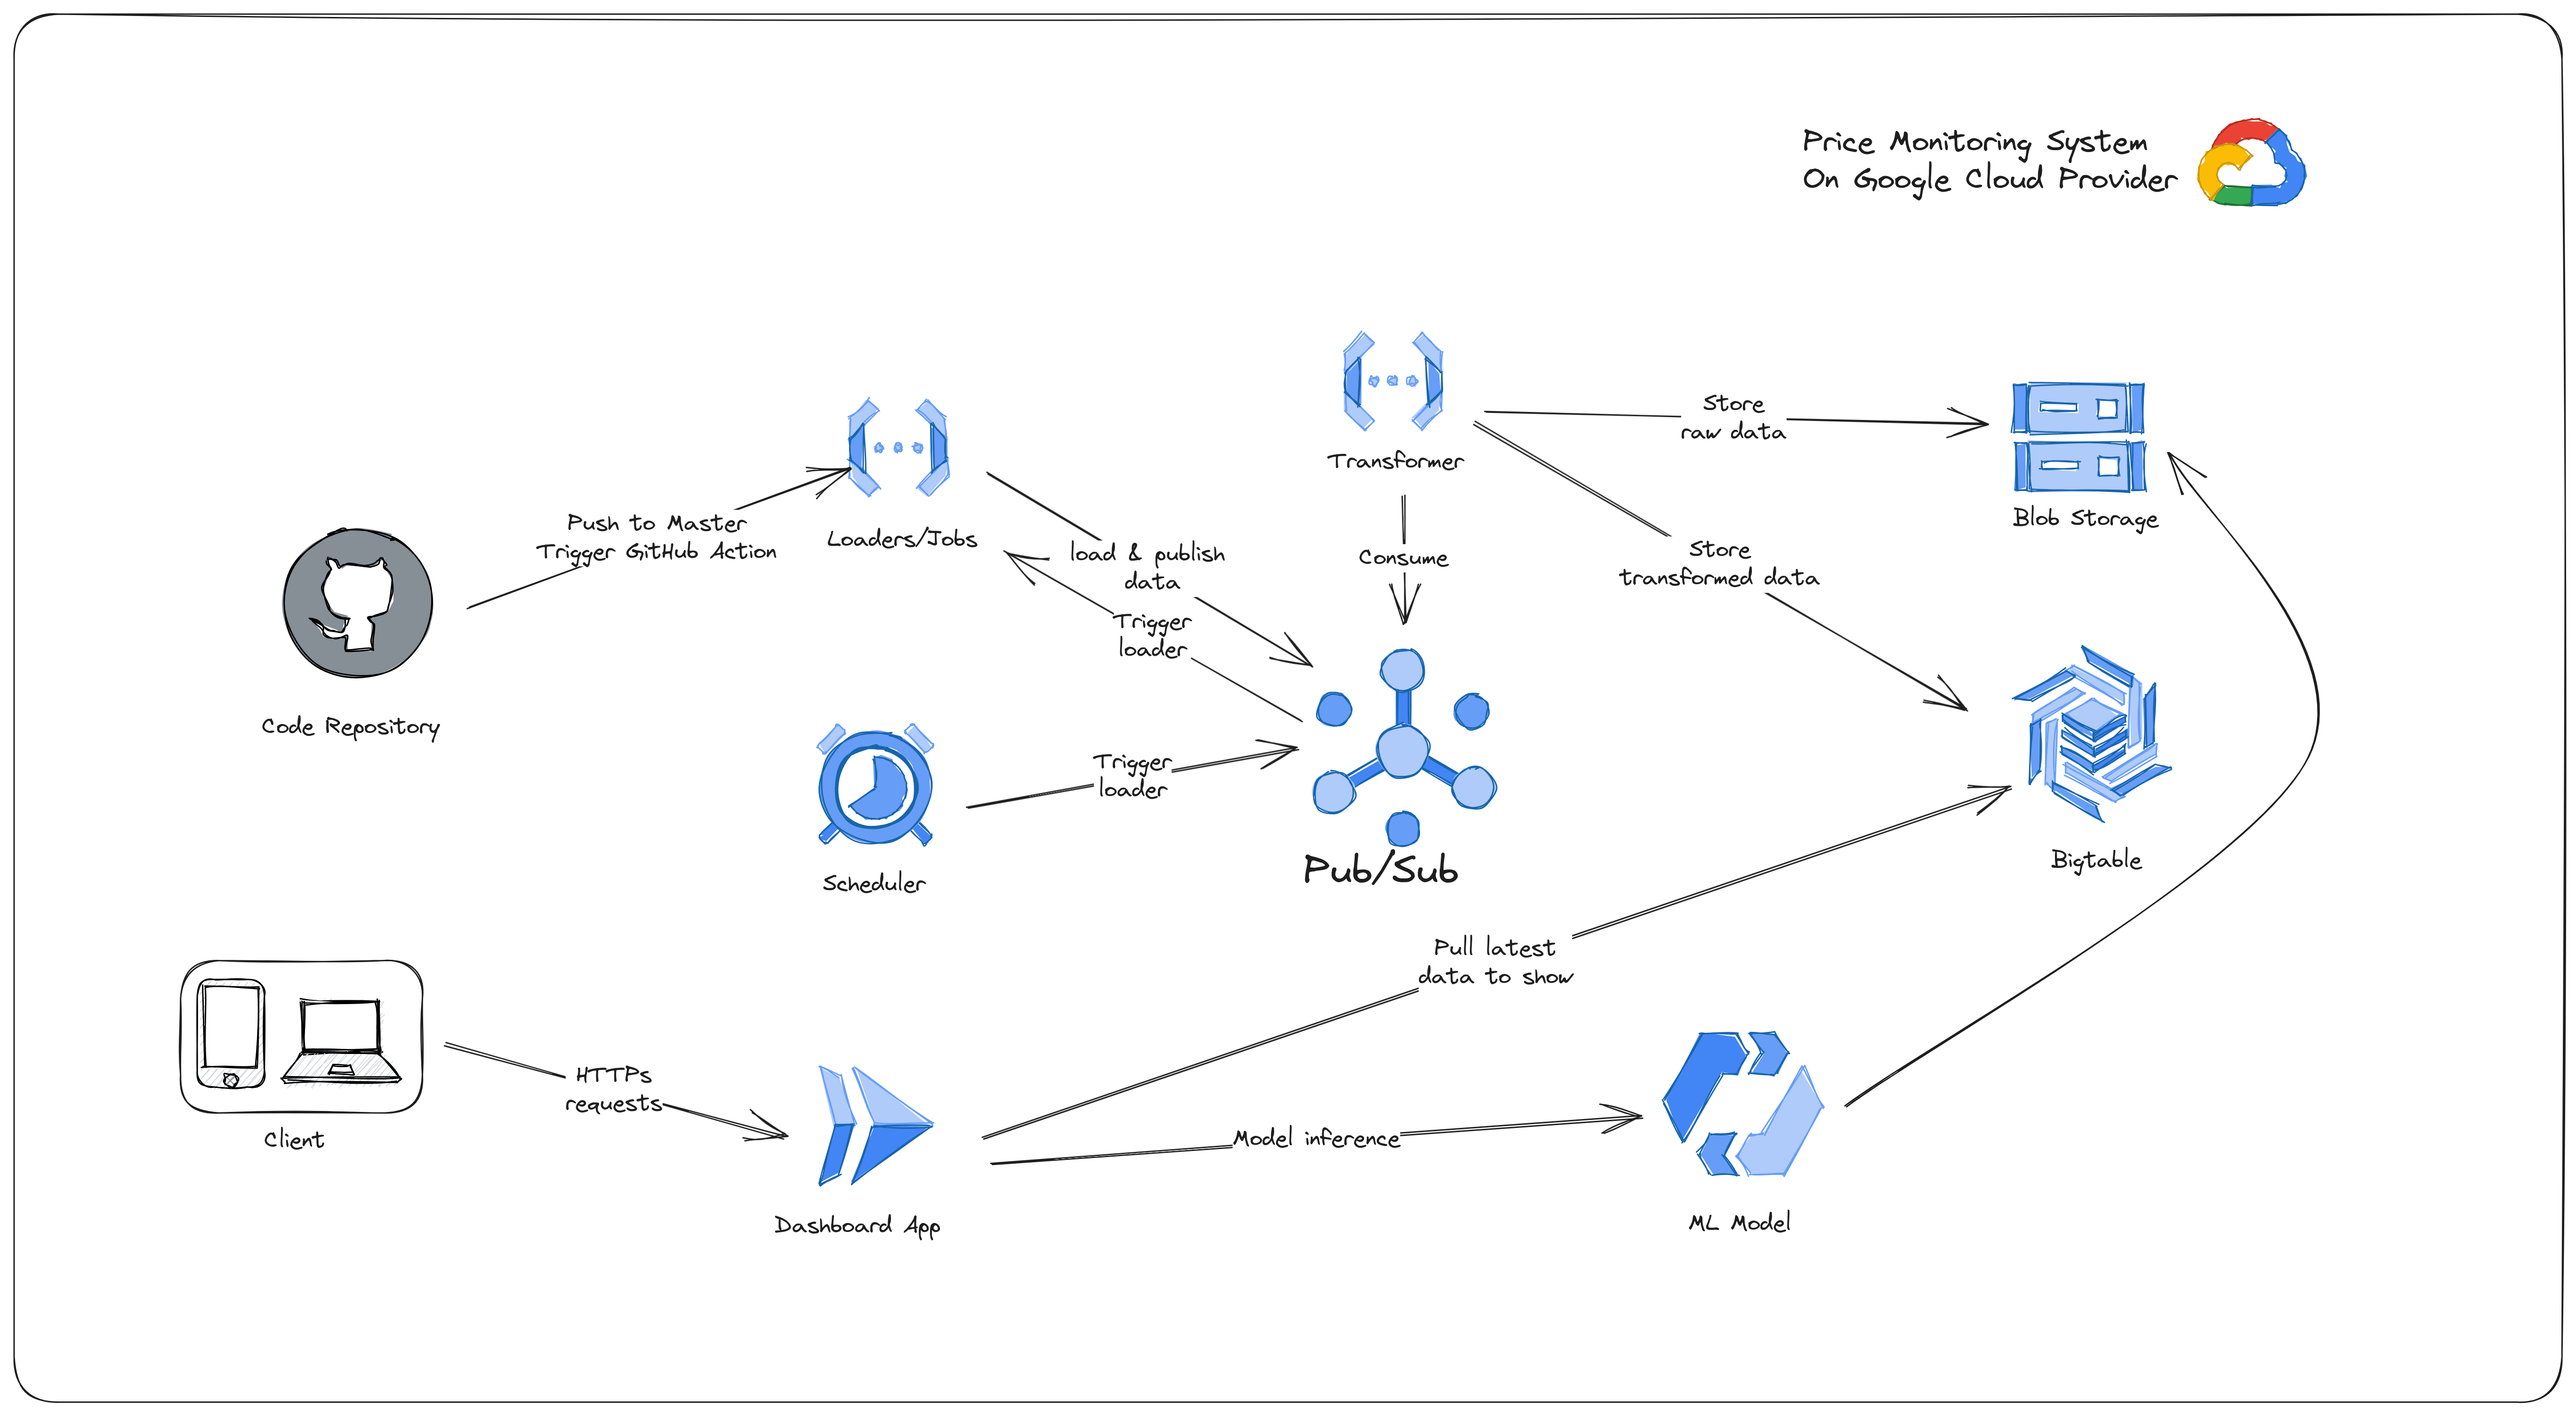 Price Monitoring System
On Google Cloud Provider
Store
raw data
Transformer
Push to Master
Trigger GitHub Action
Loaders/Jobs
Blob Storage
load & publish
data
Consume
Store
transformed data
Trigger
loader
Code Repository
Trigger
loader
Scheduler
Pub/Sub
Bigtable
Pull latest
data to show
HTTPs
requests
Client
Model inference
Dashboard App
ML Model